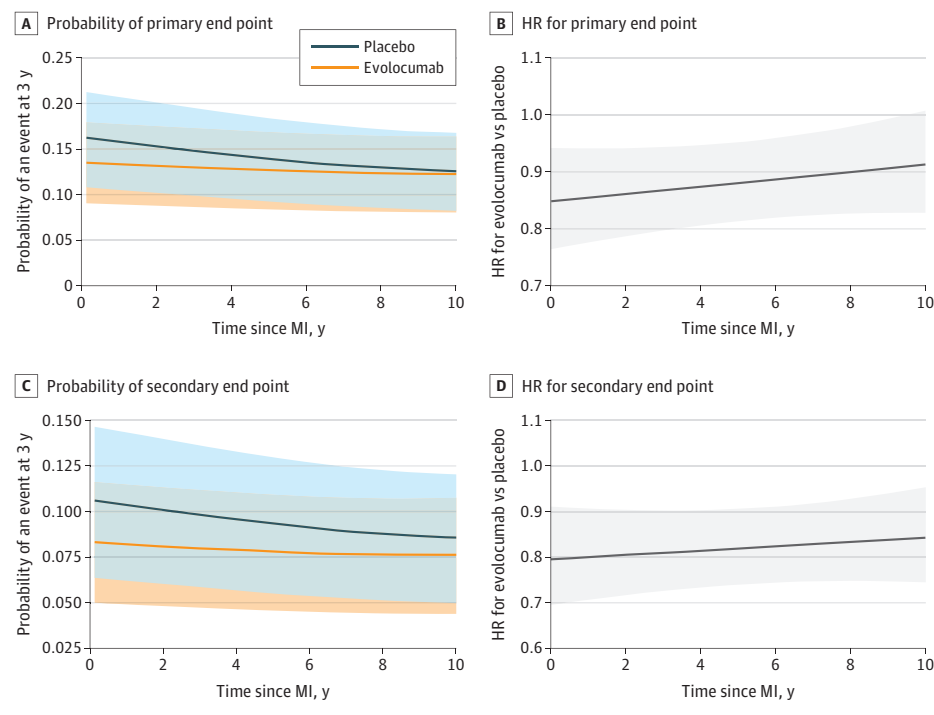 A Probability of primary end point
Placebo
Evolocumab
Probability of an event at 3 y
0.25
0.20
0.15
0.10
0.05
0
0 2 4 6 8 10
Time since MI, y
B HR for primary end point
HR for evolocumab vs placebo
1.1
1.0
0.9
0.8
0.7
0 2 4 6 8 10
Time since MI, y
C Probability of secondary end point
Probability of an event at 3 y
0.150
0.125
0.100
0.075
0.050
0.025
0 2 4 6 8 10
Time since MI, y
D HR for secondary end point
HR for evolocumab vs placebo
1.1
1.0
0.9
0.8
0.7
0.6
0 2 4 6 8 10
Time since MI, y